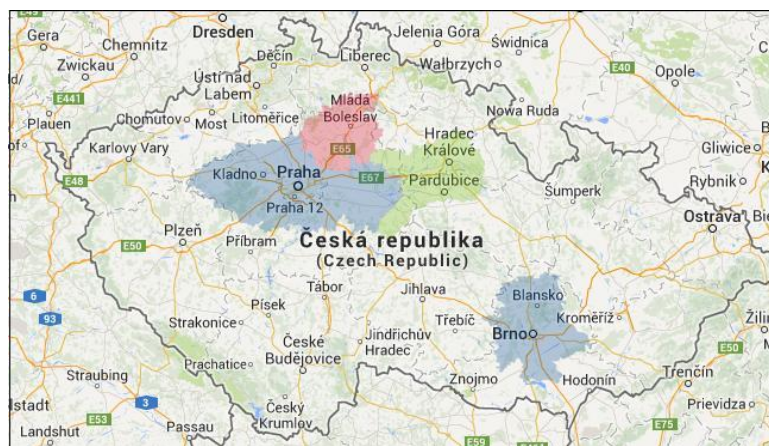 E49
Gera
Chemnitz
Zwickau
E441
Plauen
Dresden
Děčín
Ústí nad
Labem
Chomutov
Most
Litoměřice
Karlovy Vary
E48
Liberec
Jelenia Góra
Wałbrzych
Świdnica
E40
Opole
Nowa Ruda
Gliwice
Rybnik
Mladá
Boleslav
E65
Hradec
Králové
Kladno
Praha
E67
Pardubice
Praha 12
Šumperk
Ostrava
Plzeň
E50
Příbram
Česká republika
(Czech Republic)
6
93
Tábor
Jihlava
Blansko
Písek
Strakonice
Třebíč
Brno
Kroměříž
Jindřichův
Hradec
České
Budějovice
Prachatice
E50
Straubing
Znojmo
Hodonín
Trenčín
Prievidza
3
E53
Český
Krumlov
Landshut
Passau
E59
E75